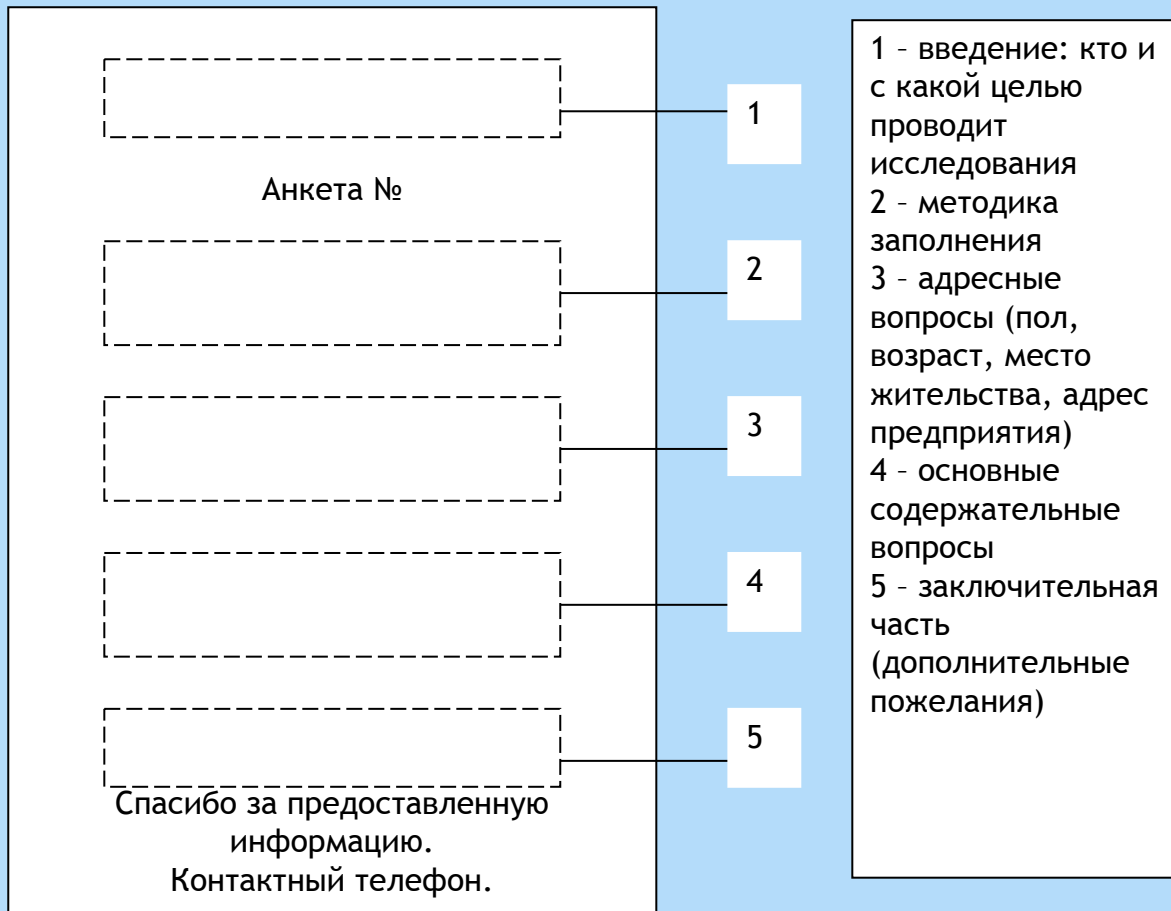 1
Анкета №
2
3
4
5
Спасибо за предоставленную
информацию.
Контактный телефон.
1 – введение: кто и
с какой целью
проводит
исследования
2 – методика
заполнения
3 – адресные
вопросы (пол,
возраст, место
жительства, адрес
предприятия)
4 – основные
содержательные
вопросы
5 – заключительная
часть
(дополнительные
пожелания)